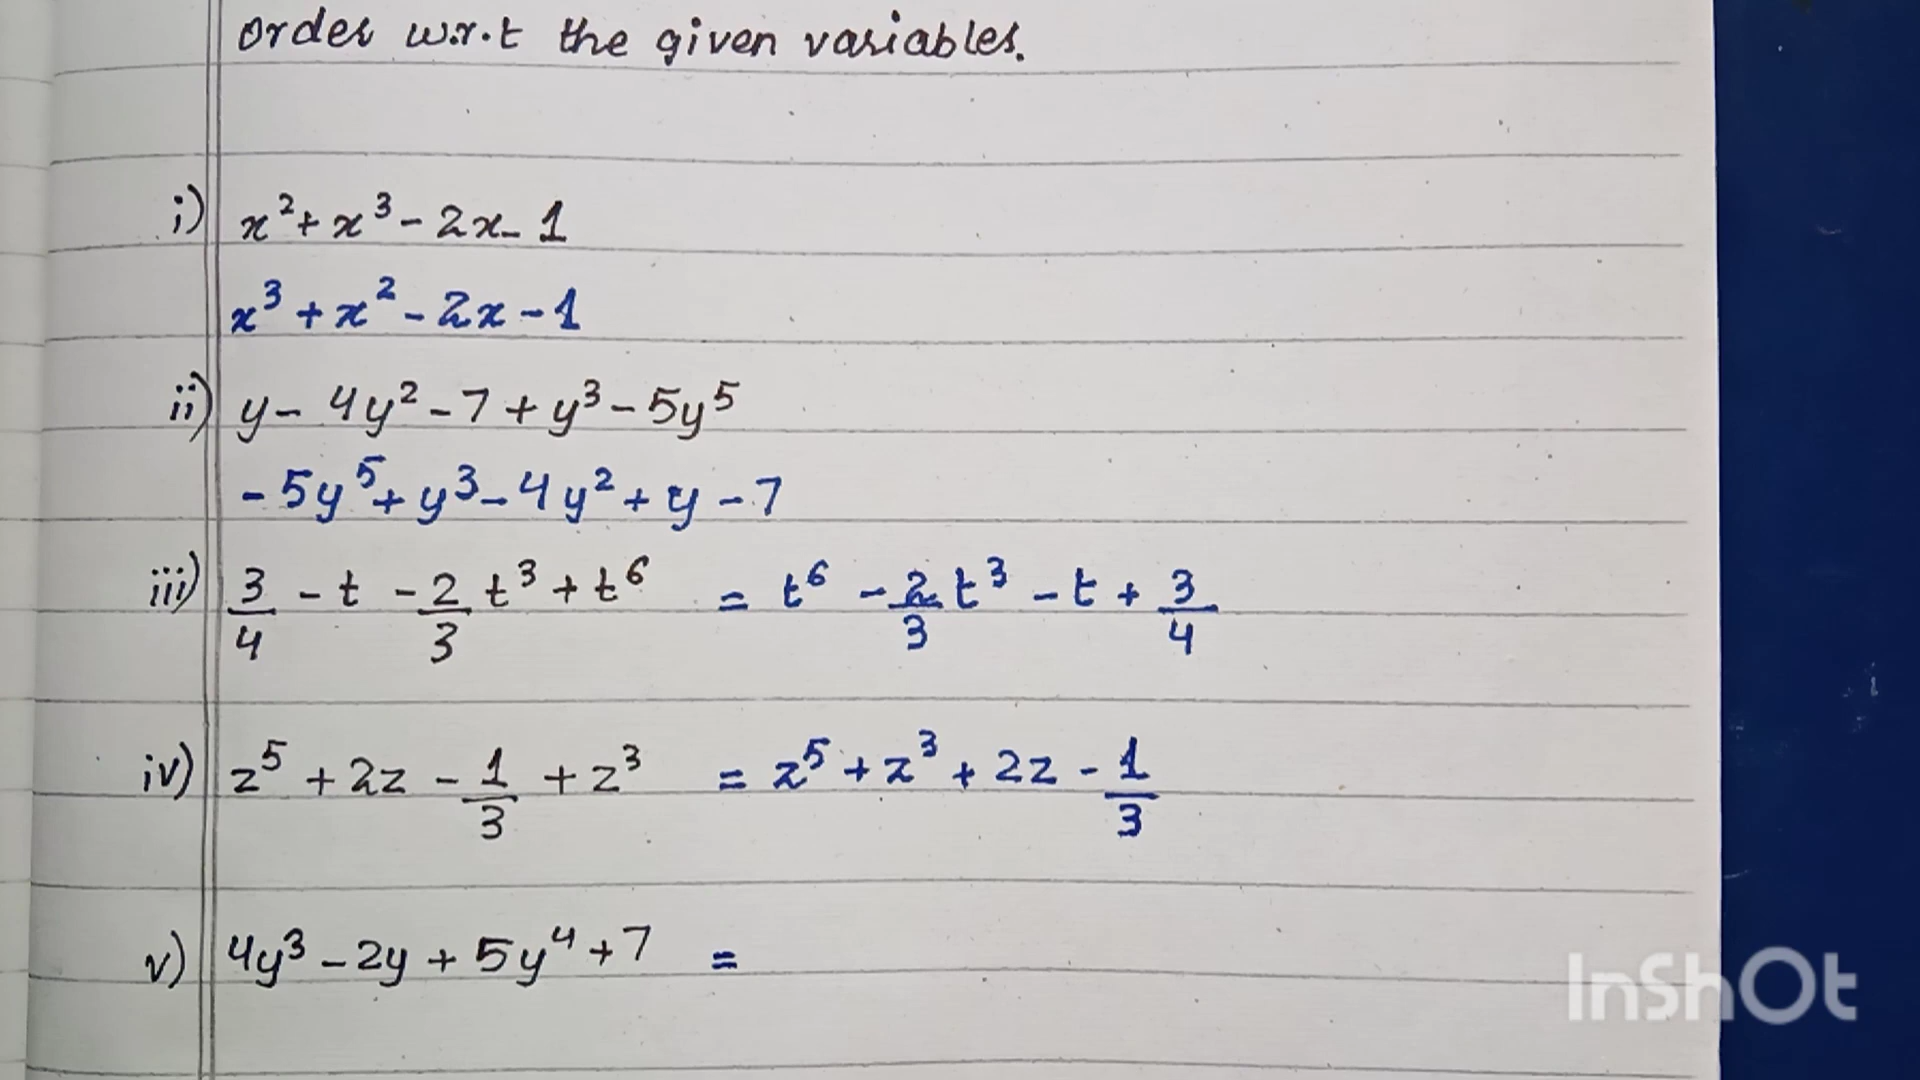 order w.r.t the given variables.
i) x² + x³ - 2x - 1
x³ + x² - 2x - 1
ii) y - 4y² - 7 + y³ - 5y⁵
- 5y⁵ + y³ - 4y² + y - 7
iii) 3/4 - t - 2/3 t³ + t⁶ = t⁶ - 2/3 t³ - t + 3/4
iv) z⁵ + 2z - 1/3 + z³ = z⁵ + z³ + 2z - 1/3
v) 4y³ - 2y + 5y⁴ + 7 =
InShOt